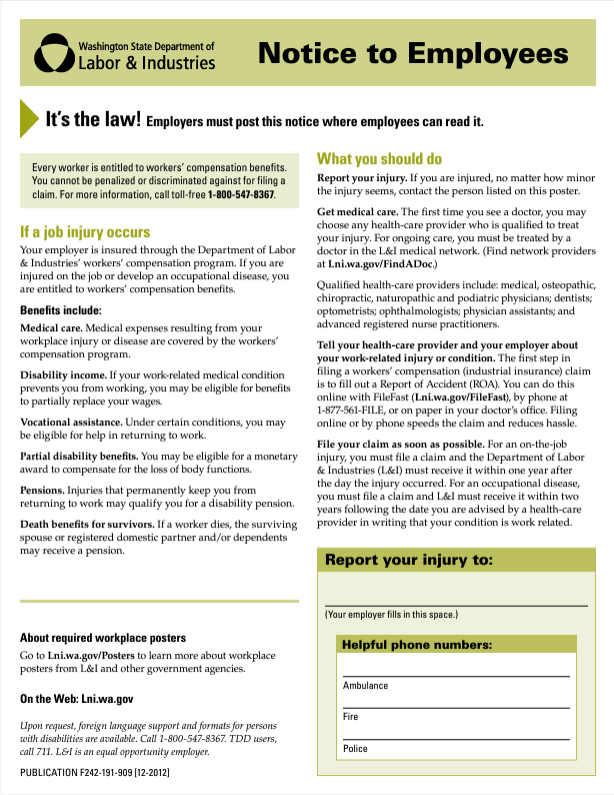 Washington State Department of
Labor & Industries
Notice to Employees
It's the law! Employers must post this notice where employees can read it.
Every worker is entitled to workers' compensation benefits.
You cannot be penalized or discriminated against for filing a
claim. For more information, call toll-free 1-800-547-8367.
If a job injury occurs
Your employer is insured through the Department of Labor
& Industries' workers' compensation program. If you are
injured on the job or develop an occupational disease, you
are entitled to workers' compensation benefits.
Benefits include:
Medical care. Medical expenses resulting from your
workplace injury or disease are covered by the workers'
compensation program.
Disability income. If your work-related medical condition
prevents you from working, you may be eligible for benefits
to partially replace your wages.
Vocational assistance. Under certain conditions, you may
be eligible for help in returning to work.
Partial disability benefits. You may be eligible for a monetary
award to compensate for the loss of body functions.
Pensions. Injuries that permanently keep you from
returning to work may qualify you for a disability pension.
Death benefits for survivors. If a worker dies, the surviving
spouse or registered domestic partner and/or dependents
may receive a pension.
About required workplace posters
Go to Lni.wa.gov/Posters to learn more about workplace
posters from L&I and other government agencies.
On the Web: Lni.wa.gov
Upon request, foreign language support and formats for persons
with disabilities are available. Call 1-800-547-8367. TDD users,
call 711. L&I is an equal opportunity employer.
PUBLICATION F242-191-909 [12-2012]
What you should do
Report your injury. If you are injured, no matter how minor
the injury seems, contact the person listed on this poster.
Get medical care. The first time you see a doctor, you may
choose any health-care provider who is qualified to treat
your injury. For ongoing care, you must be treated by a
doctor in the L&I medical network. (Find network providers
at Lni.wa.gov/FindADoc.)
Qualified health-care providers include: medical, osteopathic,
chiropractic, naturopathic and podiatric physicians; dentists;
optometrists; ophthalmologists; physician assistants; and
advanced registered nurse practitioners.
Tell your health-care provider and your employer about
your work-related injury or condition. The first step in
filing a workers' compensation (industrial insurance) claim
is to fill out a Report of Accident (ROA). You can do this
online with FileFast (Lni.wa.gov/FileFast), by phone at
1-877-561-FILE, or on paper in your doctor's office. Filing
online or by phone speeds the claim and reduces hassle.
File your claim as soon as possible. For an on-the-job
injury, you must file a claim and the Department of Labor
& Industries (L&I) must receive it within one year after
the day the injury occurred. For an occupational disease,
you must file a claim and L&I must receive it within two
years following the date you are advised by a health-care
provider in writing that your condition is work related.
Report your injury to:
(Your employer fills in this space.)
Helpful phone numbers:
Ambulance
Fire
Police